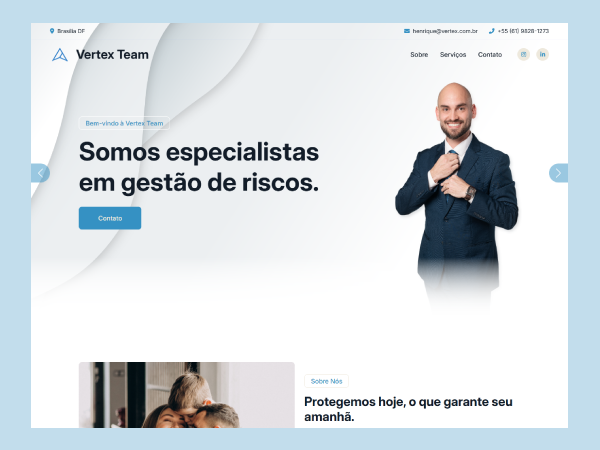 Brasília DF
henrique@vertex.com.br
+55 (61) 9828-1273
Vertex Team
Sobre
Serviços
Contato
Bem-vindo à Vertex Team
Somos especialistas
em gestão de riscos.
Contato
Sobre Nós
Protegemos hoje, o que garante seu
amanhã.